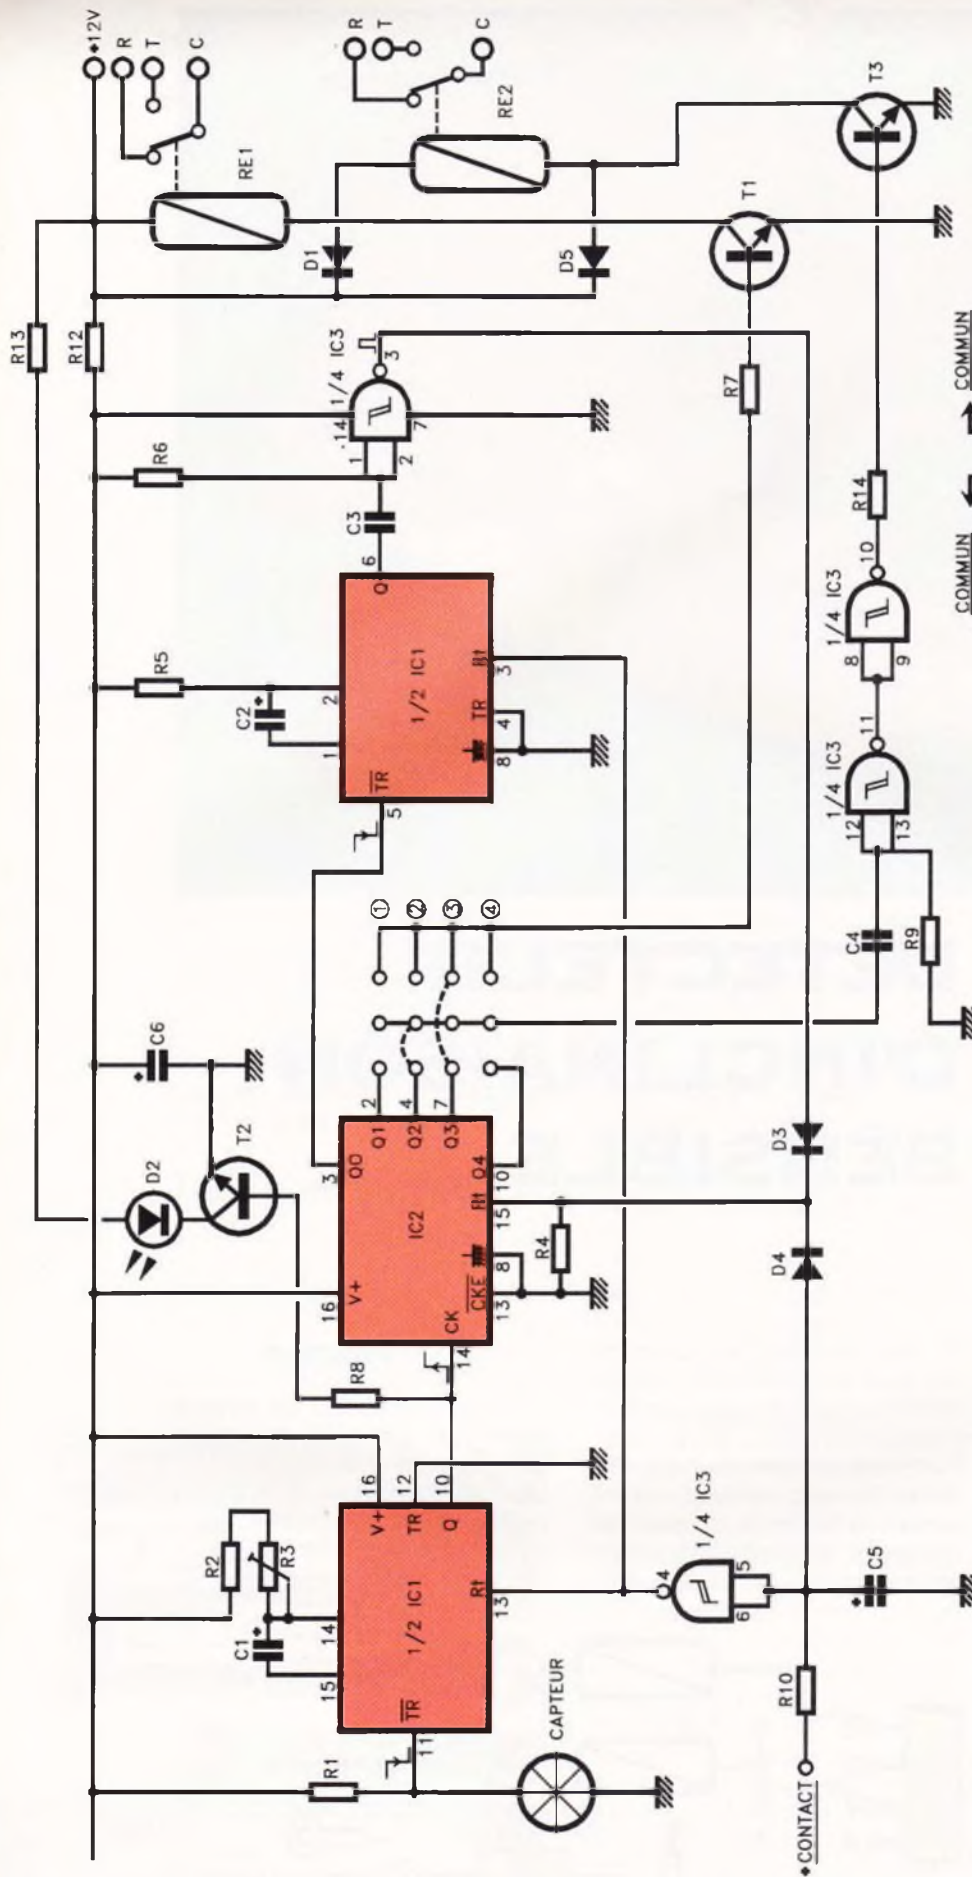 +12V
R
T
C
R
T
C
RE1
RE2
R13
R12
D1
D5
T1
T3
R6
1/4 IC3
14
1
2
3
7
C3
R7
R5
C2
6
Q
1/2 IC1
2
1
TR
5
Rt
3
TR
4
8
R14
10
1/4 IC3
8
9
11
1/4 IC3
12
13
C4
R9
COMMUN
COMMUN
C6
T2
D2
①
②
③
④
Q0
3
Q1
2
Q2
4
Q3
7
Q4
10
IC2
V+
16
Rt
15
8
CKE
13
CK
14
R4
R8
D3
D4
R2
R3
C1
V+
16
TR
12
Q
10
1/2 IC1
14
15
TR
11
Rt
13
R1
CAPTEUR
1/4 IC3
4
5
6
C5
R10
+CONTACT